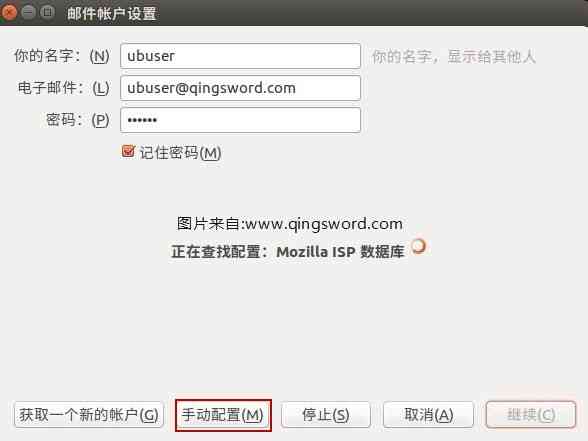 邮件帐户设置
你的名字：(N) ubuser 你的名字，显示给其他人
电子邮件：(L) ubuser@qingsword.com
密码：(P) ••••••
记住密码(M)
图片来自:www.qingsword.com
正在查找配置：Mozilla ISP 数据库
获取一个新的帐户(G) 手动配置(M) 停止(S) 取消(A) 继续(C)